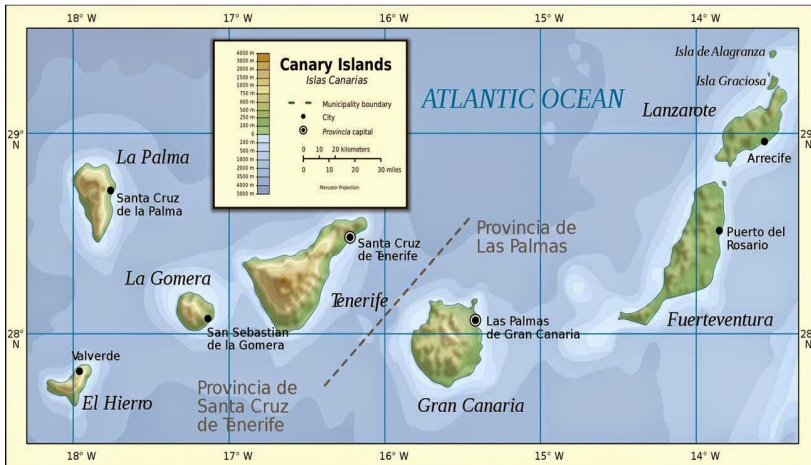 18° W
17° W
16° W
15° W
14° W
Canary Islands
Islas Canarias
Municipality boundary
City
Provincia capital
0 10 20 kilometers
0 10 20 30 miles
Mercator Projection
4000 m
3000 m
2000 m
1500 m
1000 m
750 m
600 m
500 m
250 m
100 m
0
100 m
500 m
1000 m
2000 m
3000 m
4000 m
5000 m
ATLANTIC OCEAN
Isla de Alagranza
Isla Graciosa
Lanzarote
Arrecife
29°
N
29°
N
La Palma
Santa Cruz
de la Palma
Santa Cruz
de Tenerife
Provincia de
Las Palmas
Puerto del
Rosario
La Gomera
Tenerife
San Sebastian
de la Gomera
Las Palmas
de Gran Canaria
Fuerteventura
28°
N
28
N
Valverde
El Hierro
Provincia de
Santa Cruz
de Tenerife
Gran Canaria
18° W
17° W
16° W
15° W
14° W